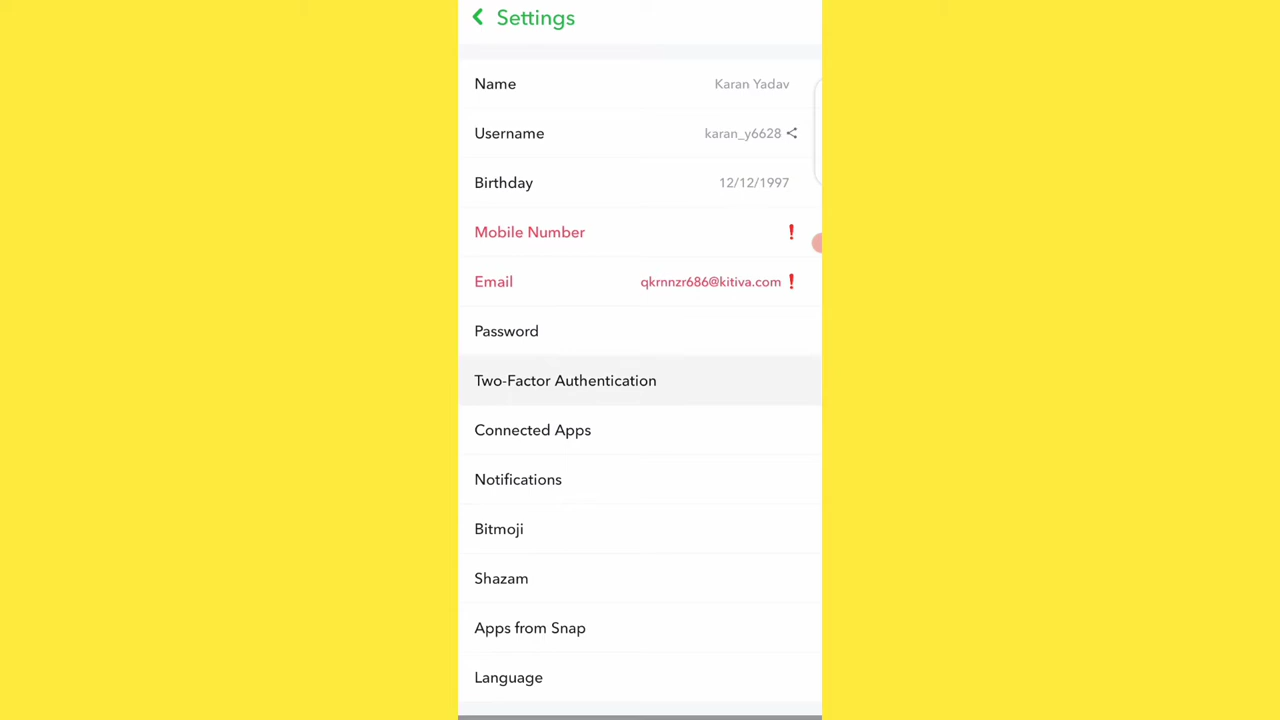 Settings
Name Karan Yadav
Username karan_y6628
Birthday 12/12/1997
Mobile Number !
Email qkrnnzr686@kitiva.com !
Password
Two-Factor Authentication
Connected Apps
Notifications
Bitmoji
Shazam
Apps from Snap
Language